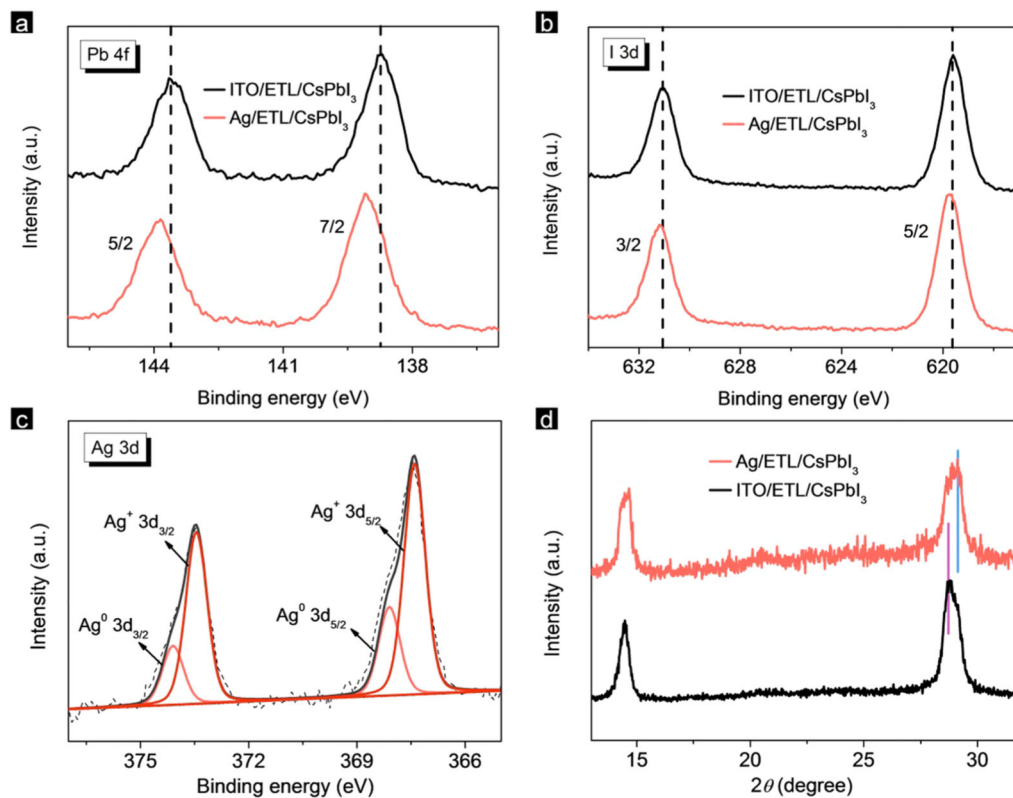 a
Pb 4f
ITO/ETL/CsPbI₃
Ag/ETL/CsPbI₃
5/2
7/2
Intensity (a.u.)
144
141
138
Binding energy (eV)
b
I 3d
ITO/ETL/CsPbI₃
Ag/ETL/CsPbI₃
3/2
5/2
Intensity (a.u.)
632
628
624
620
Binding energy (eV)
c
Ag 3d
Ag⁺ 3d₃/₂
Ag⁺ 3d₅/₂
Ag⁰ 3d₃/₂
Ag⁰ 3d₅/₂
Intensity (a.u.)
375
372
369
366
Binding energy (eV)
d
Ag/ETL/CsPbI₃
ITO/ETL/CsPbI₃
Intensity (a.u.)
15
20
25
30
2θ (degree)